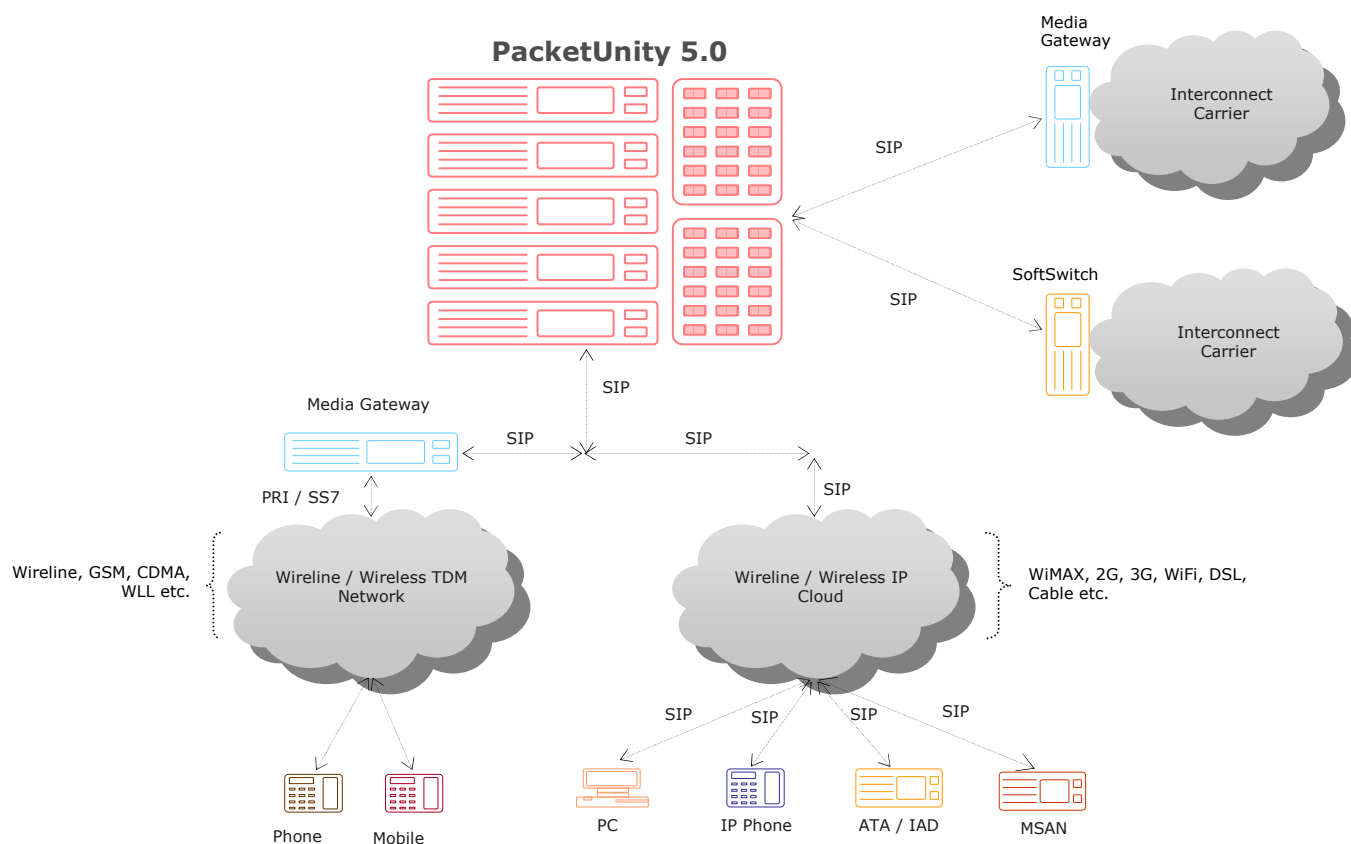 PacketUnity 5.0
Media
Gateway
Interconnect
Carrier
SIP
SoftSwitch
SIP
Interconnect
Carrier
SIP
Media Gateway
SIP
SIP
PRI / SS7
SIP
Wireline, GSM, CDMA,
WLL etc.
Wireline / Wireless TDM
Network
Wireline / Wireless IP
Cloud
WiMAX, 2G, 3G, WiFi, DSL,
Cable etc.
SIP
SIP
SIP
SIP
Phone
Mobile
PC
IP Phone
ATA / IAD
MSAN